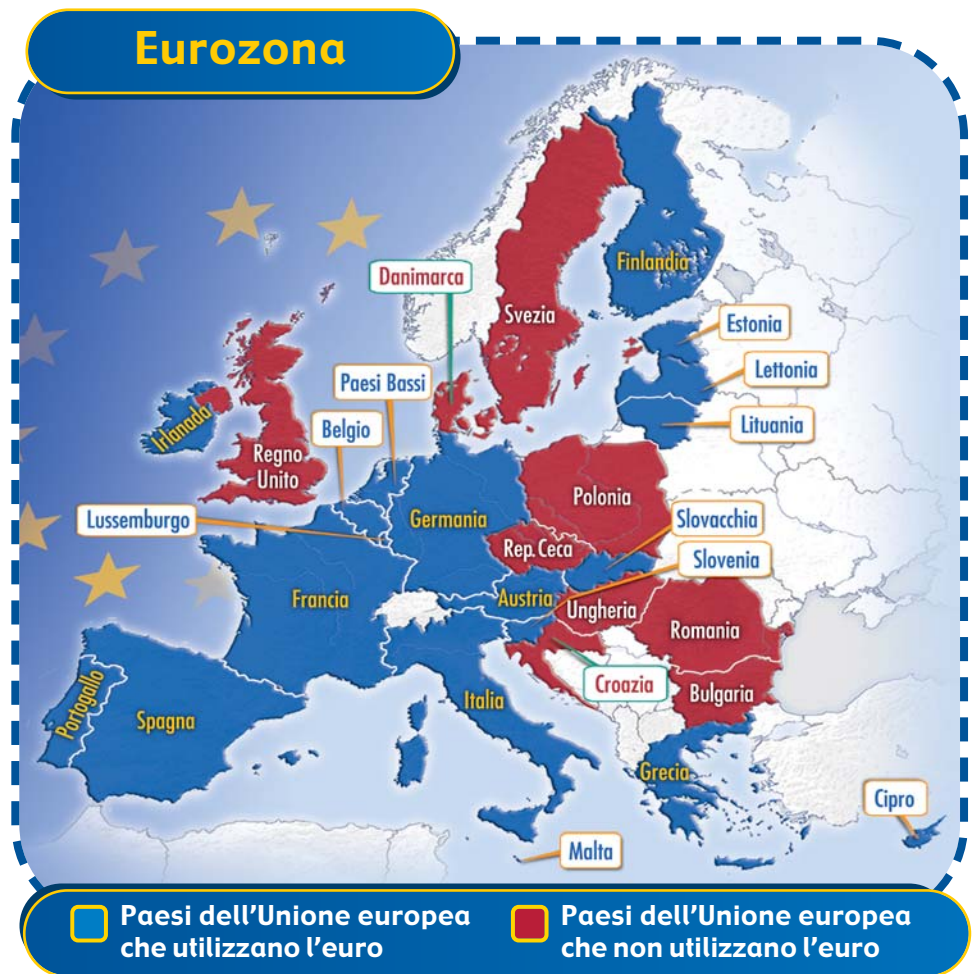 Eurozona
Finlandia
Danimarca
Svezia
Estonia
Lettonia
Lituania
Paesi Bassi
Belgio
Irlanada
Regno
Unito
Polonia
Lussemburgo
Germania
Slovacchia
Rep. Ceca
Slovenia
Francia
Austria
Ungheria
Romania
Croazia
Bulgaria
Portogallo
Spagna
Italia
Grecia
Cipro
Malta
Paesi dell'Unione europea
che utilizzano l'euro
Paesi dell'Unione europea
che non utilizzano l'euro